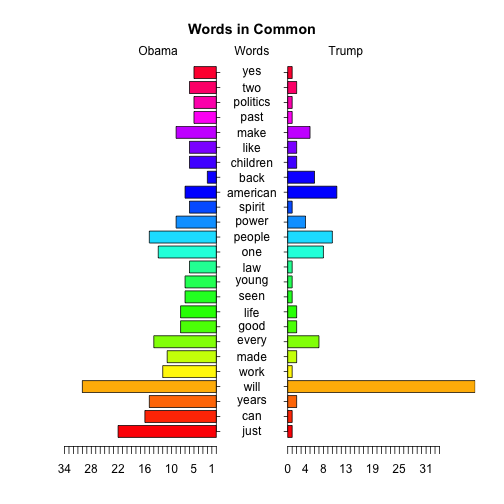 Words in Common
Obama Words Trump
yes
two
politics
past
make
like
children
back
american
spirit
power
people
one
law
young
seen
life
good
every
made
work
will
years
can
just
34 28 22 16 10 5 1 0 4 8 13 19 25 31